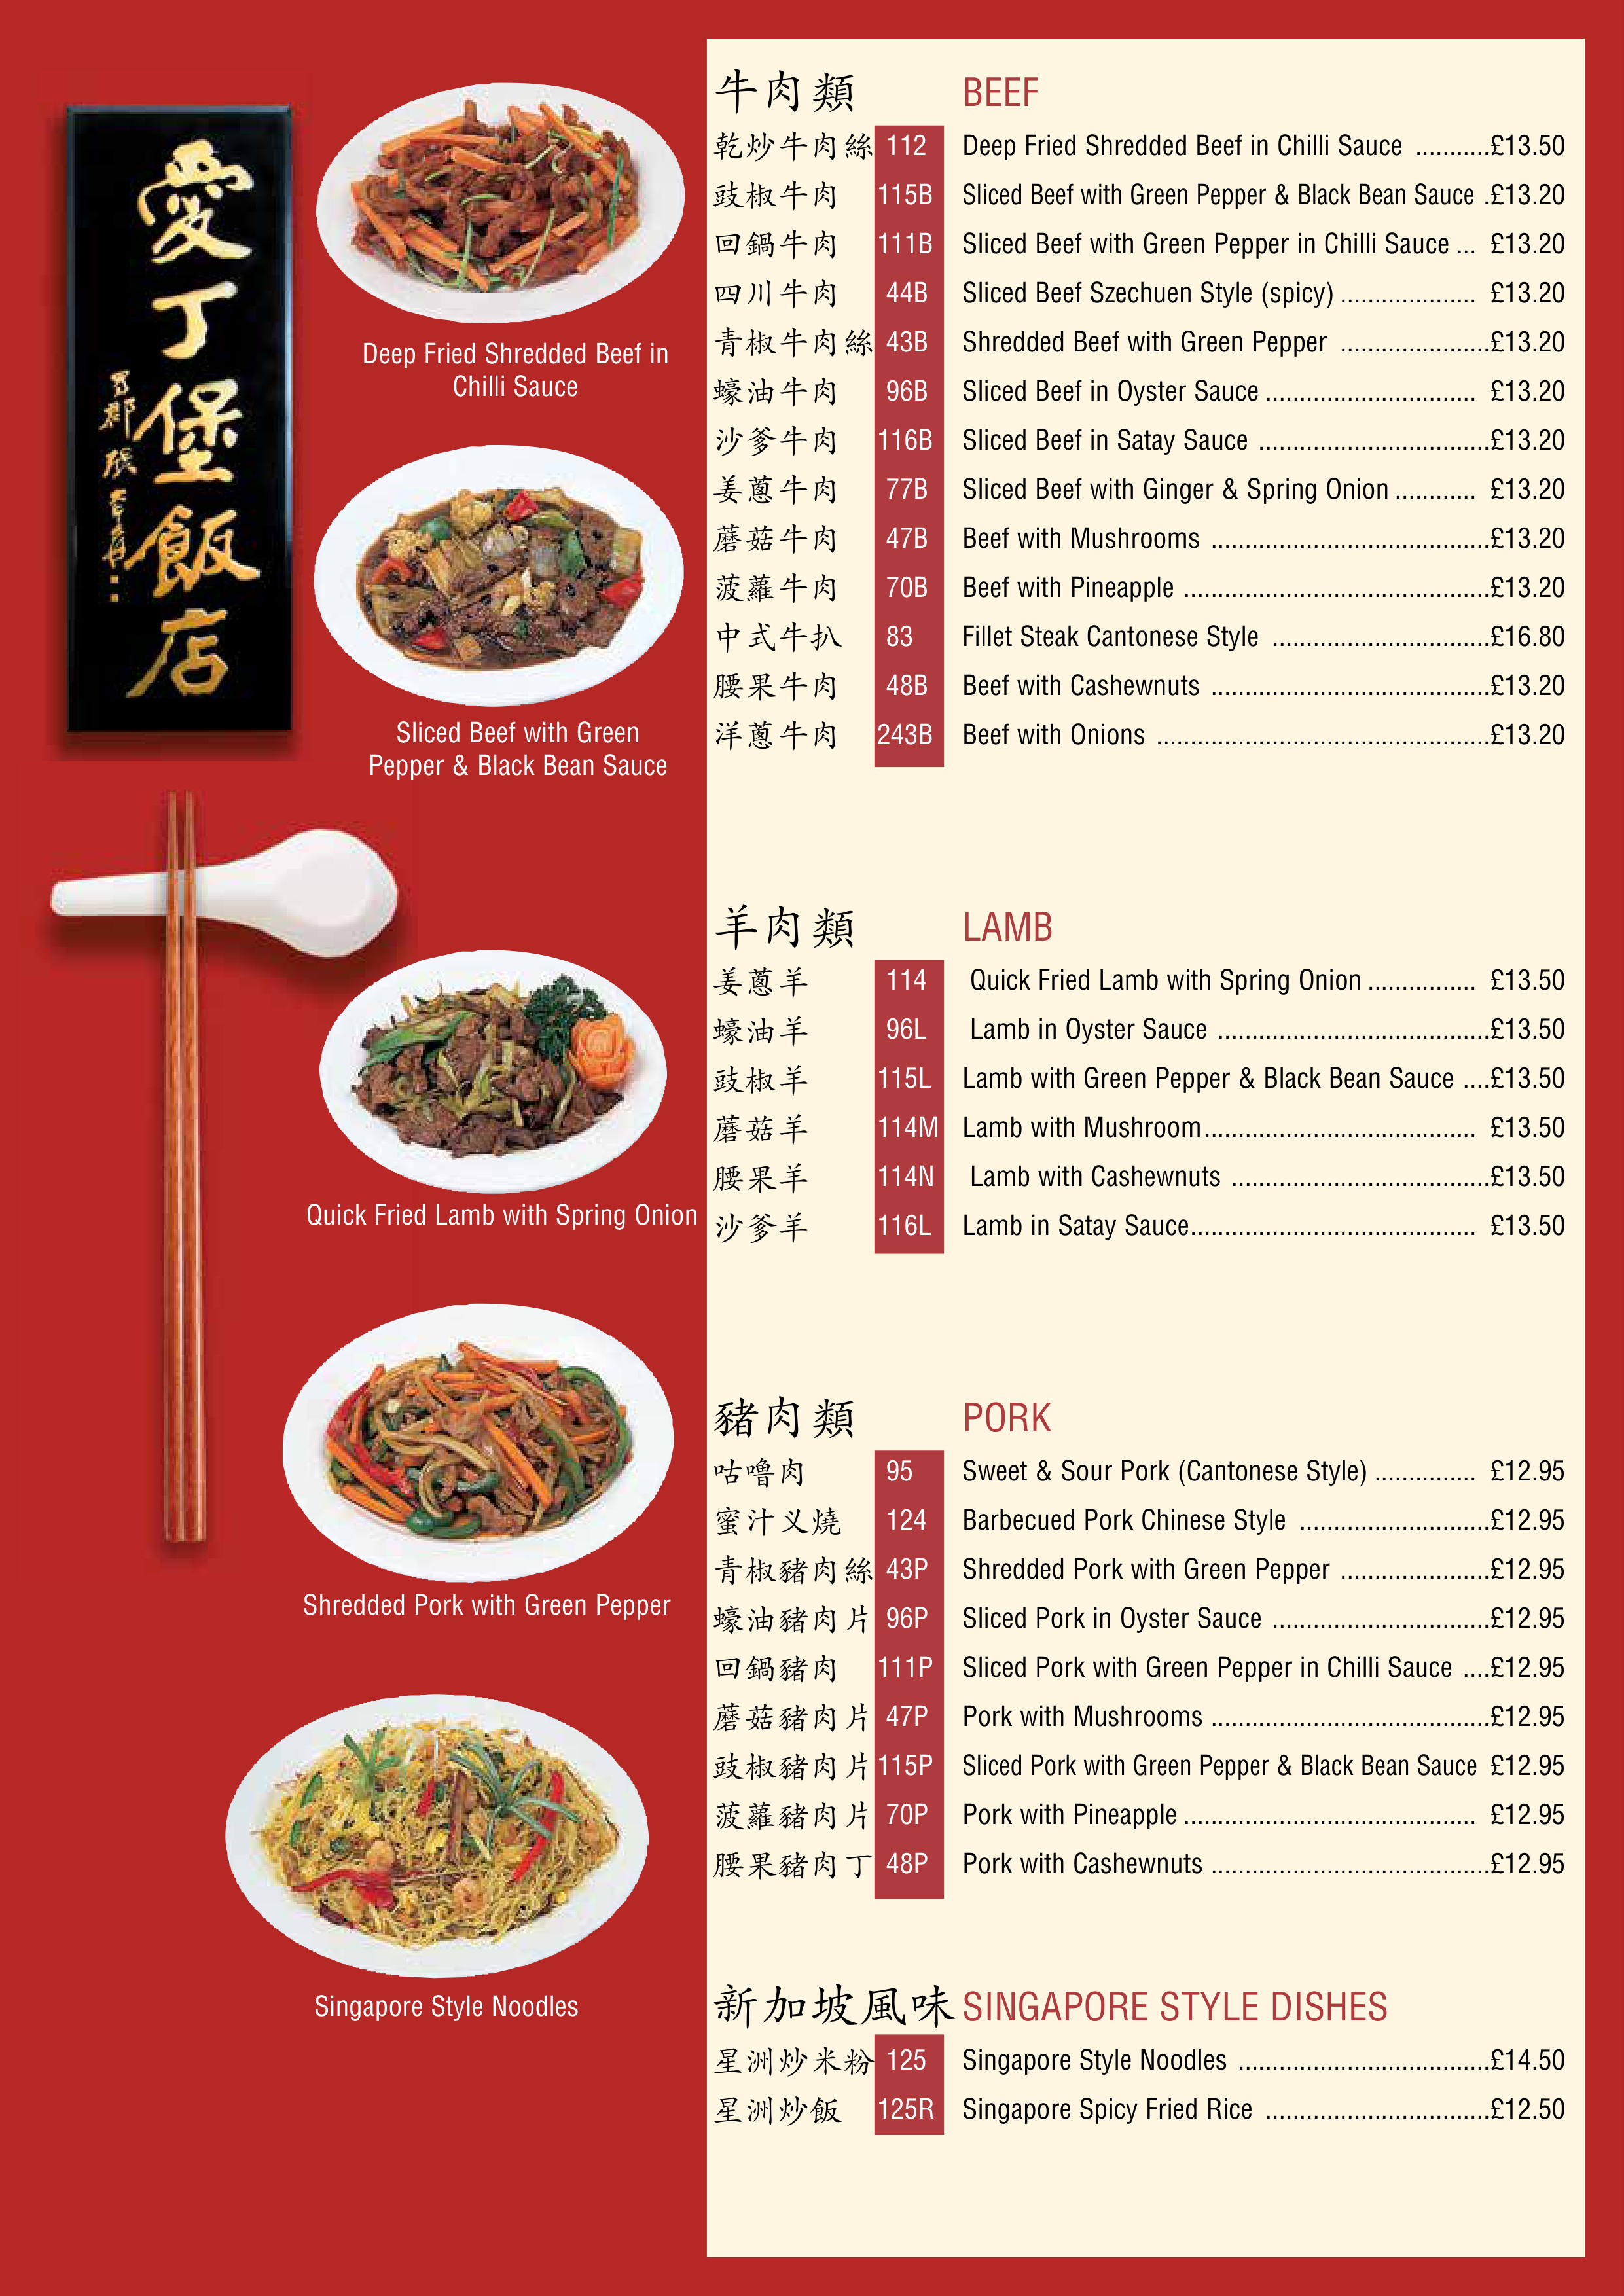 愛丁堡飯店
Deep Fried Shredded Beef in
Chilli Sauce
Sliced Beef with Green
Pepper & Black Bean Sauce
Quick Fried Lamb with Spring Onion
Shredded Pork with Green Pepper
Singapore Style Noodles
牛肉類 BEEF
乾炒牛肉絲 112 Deep Fried Shredded Beef in Chilli Sauce ...........£13.50
豉椒牛肉 115B Sliced Beef with Green Pepper & Black Bean Sauce .£13.20
回鍋牛肉 111B Sliced Beef with Green Pepper in Chilli Sauce ... £13.20
四川牛肉 44B Sliced Beef Szechuen Style (spicy) .................... £13.20
青椒牛肉絲 43B Shredded Beef with Green Pepper ......................£13.20
蠔油牛肉 96B Sliced Beef in Oyster Sauce ............................... £13.20
沙爹牛肉 116B Sliced Beef in Satay Sauce ..................................£13.20
姜蔥牛肉 77B Sliced Beef with Ginger & Spring Onion ............ £13.20
蘑菇牛肉 47B Beef with Mushrooms .........................................£13.20
菠蘿牛肉 70B Beef with Pineapple .............................................£13.20
中式牛扒 83 Fillet Steak Cantonese Style ................................£16.80
腰果牛肉 48B Beef with Cashewnuts .........................................£13.20
洋蔥牛肉 243B Beef with Onions .................................................£13.20
羊肉類 LAMB
姜蔥羊 114 Quick Fried Lamb with Spring Onion ................ £13.50
蠔油羊 96L Lamb in Oyster Sauce ........................................£13.50
豉椒羊 115L Lamb with Green Pepper & Black Bean Sauce ....£13.50
蘑菇羊 114M Lamb with Mushroom........................................ £13.50
腰果羊 114N Lamb with Cashewnuts ......................................£13.50
沙爹羊 116L Lamb in Satay Sauce.......................................... £13.50
豬肉類 PORK
咕嚕肉 95 Sweet & Sour Pork (Cantonese Style) ............... £12.95
蜜汁义燒 124 Barbecued Pork Chinese Style ............................£12.95
青椒豬肉絲 43P Shredded Pork with Green Pepper ......................£12.95
蠔油豬肉片 96P Sliced Pork in Oyster Sauce ................................£12.95
回鍋豬肉 111P Sliced Pork with Green Pepper in Chilli Sauce ....£12.95
蘑菇豬肉片 47P Pork with Mushrooms .........................................£12.95
豉椒豬肉片 115P Sliced Pork with Green Pepper & Black Bean Sauce £12.95
菠蘿豬肉片 70P Pork with Pineapple ........................................... £12.95
腰果豬肉丁 48P Pork with Cashewnuts .........................................£12.95
新加坡風味 SINGAPORE STYLE DISHES
星洲炒米粉 125 Singapore Style Noodles .....................................£14.50
星洲炒飯 125R Singapore Spicy Fried Rice .................................£12.50